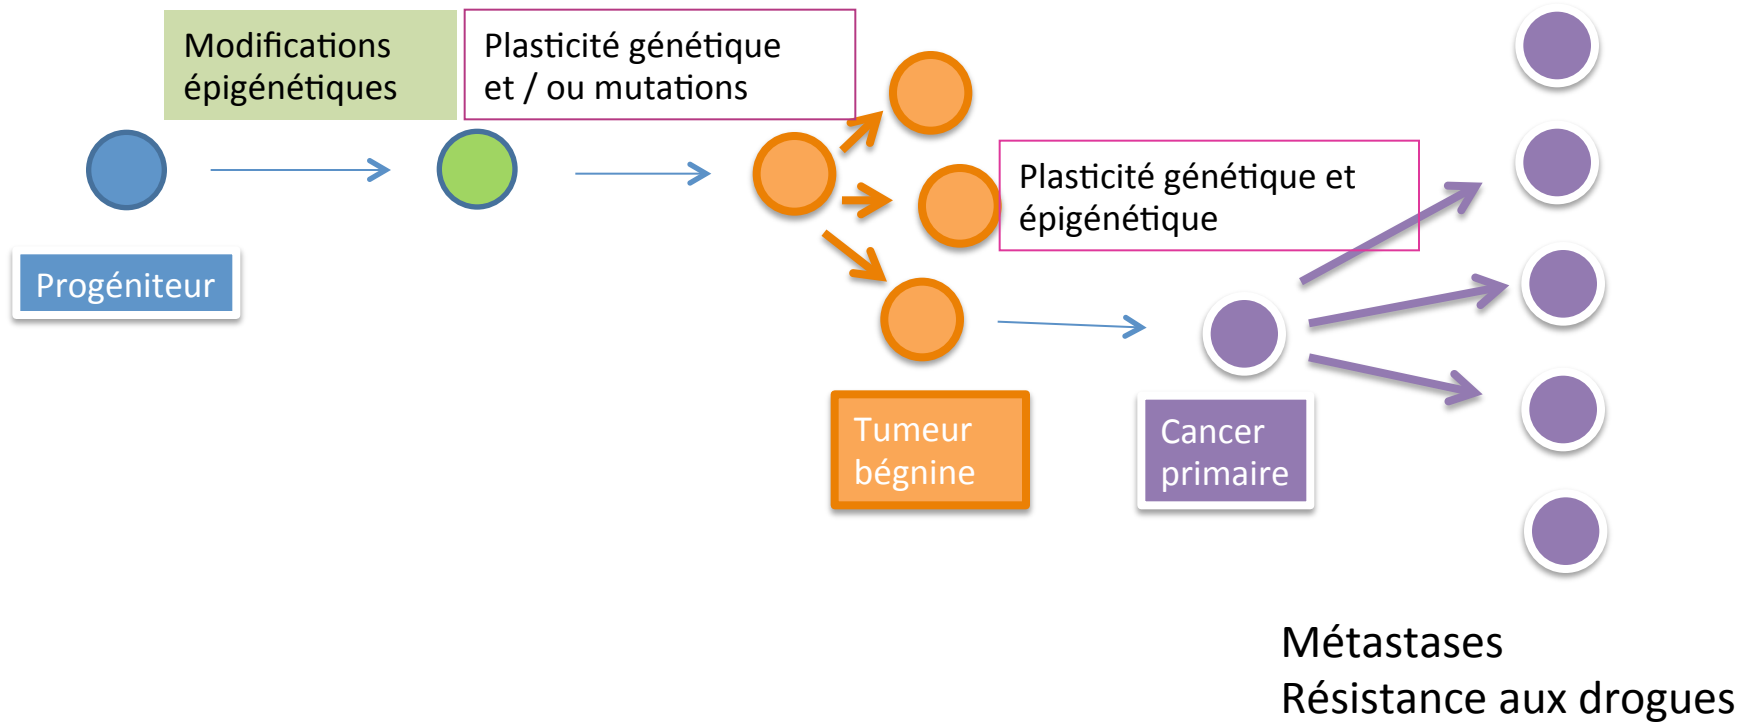 Modifications
épigénétiques
Plasticité génétique
et / ou mutations
Plasticité génétique et
épigénétique
Progéniteur
Tumeur
bégnine
Cancer
primaire
Métastases
Résistance aux drogues